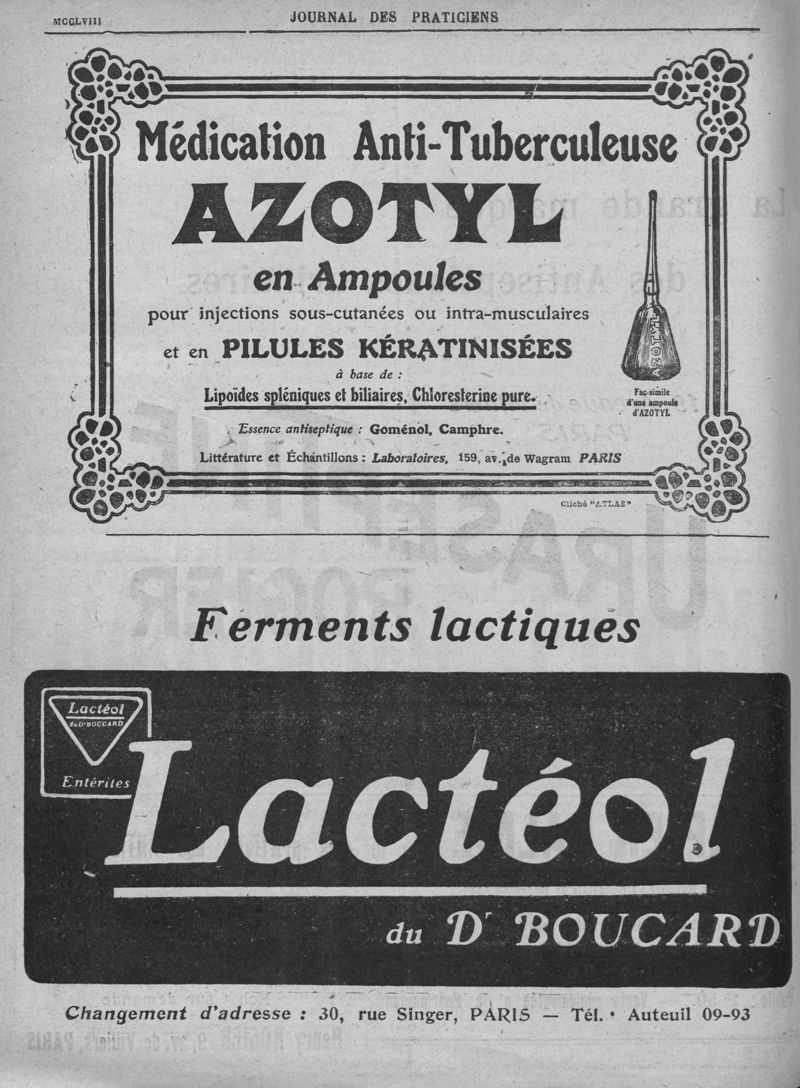 MCCLVIII
JOURNAL DES PRATICIENS
Médication Anti-Tuberculeuse
AZOTYL
en Ampoules
pour injections sous-cutanées ou intra-musculaires
et en PILULES KÉRATINISÉES
à base de :
Lipoïdes spléniques et biliaires, Chloresterine pure.
Essence antiseptique : Goménol, Camphre.
Littérature et Échantillons : Laboratoires, 159, av. de Wagram PARIS
AZOTYL
Fac-simile
d'une ampoule
d'AZOTYL
Cliché "ATLAS"
Ferments lactiques
Lactéol
du Dr BOUCARD
Entérites
Lactéol
du Dr BOUCARD
Changement d'adresse : 30, rue Singer, PARIS — Tél. • Auteuil 09-93